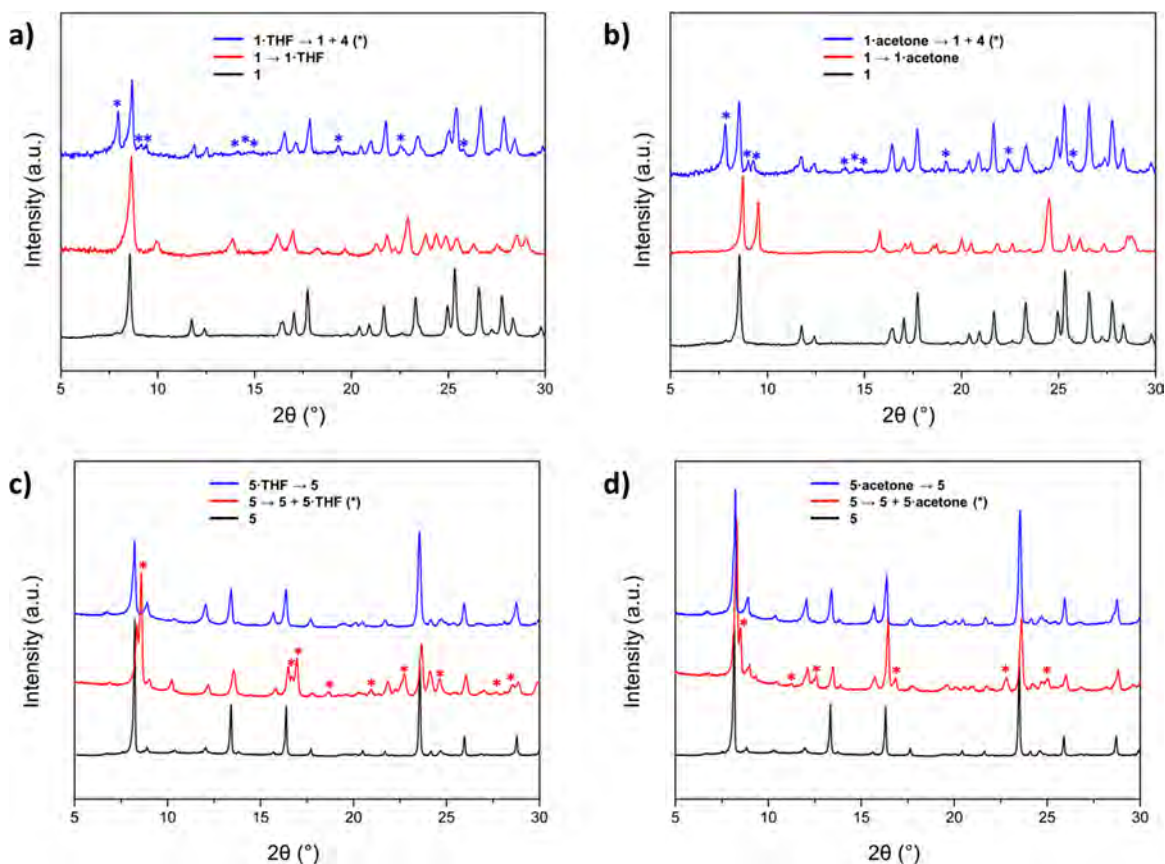 a)
1·THF → 1 + 4 (*)
1 → 1·THF
1
Intensity (a.u.)
5 10 15 20 25 30
2θ (°)
b)
1·acetone → 1 + 4 (*)
1 → 1·acetone
1
Intensity (a.u.)
5 10 15 20 25 30
2θ (°)
c)
5·THF → 5
5 → 5 + 5·THF (*)
5
Intensity (a.u.)
5 10 15 20 25 30
2θ (°)
d)
5·acetone → 5
5 → 5 + 5·acetone (*)
5
Intensity (a.u.)
5 10 15 20 25 30
2θ (°)